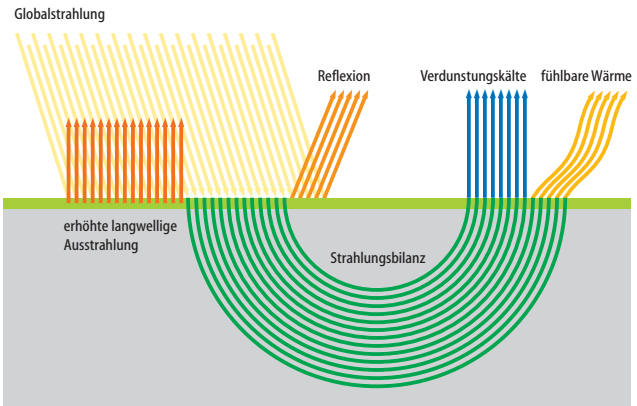 Globalstrahlung
Reflexion
Verdunstungskälte
fühlbare Wärme
erhöhte langwellige
Ausstrahlung
Strahlungsbilanz